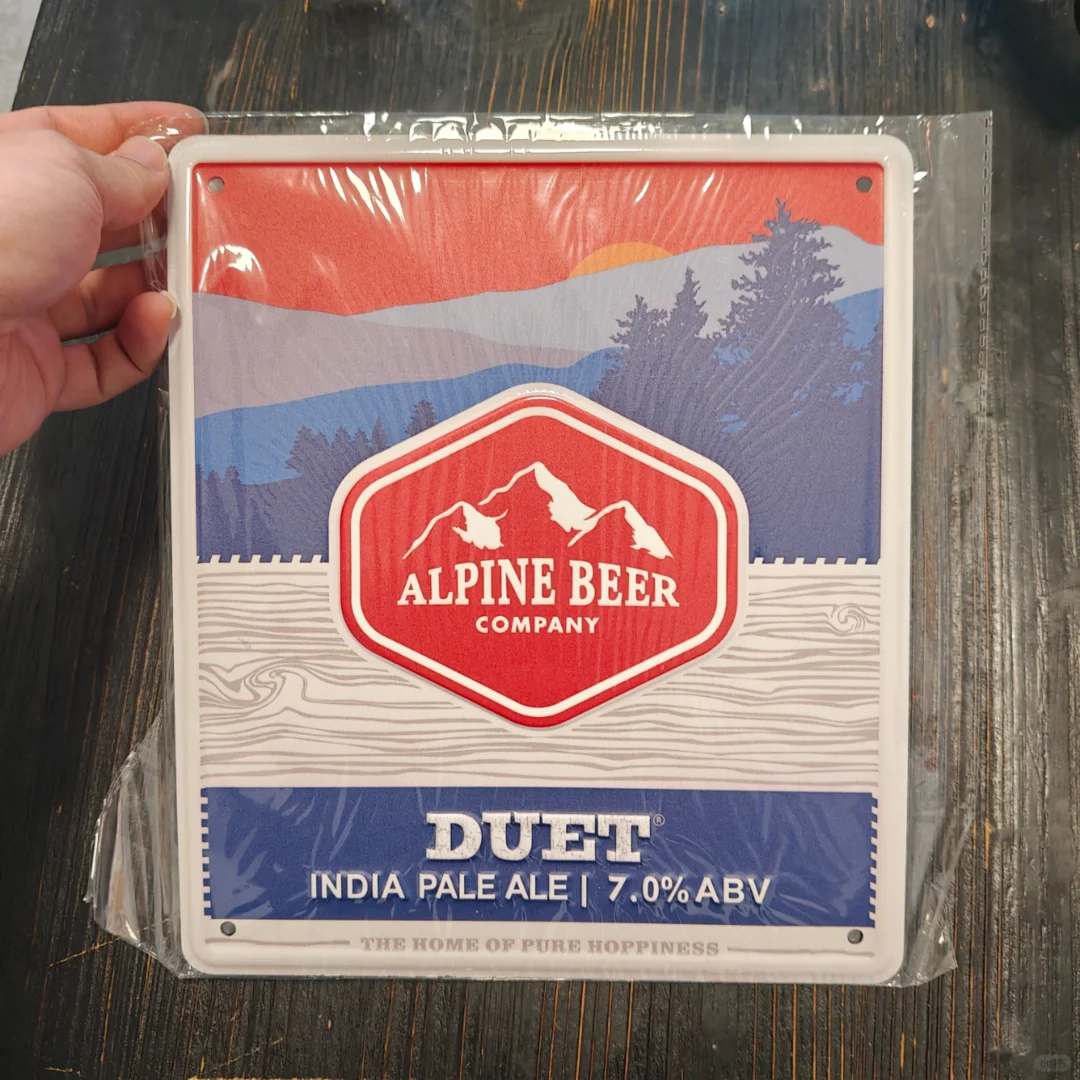 ALPINE BEER
COMPANY
DUET®
INDIA PALE ALE | 7.0% ABV
THE HOME OF PURE HOPPINESS